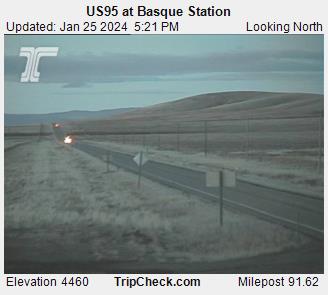 US95 at Basque Station
Updated: Jan 25 2024 5:21 PM Looking North
Elevation 4460 TripCheck.com Milepost 91.62